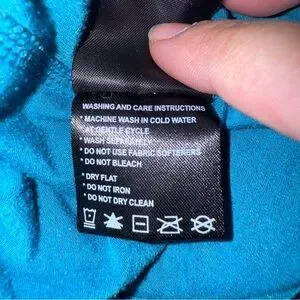 WASHING AND CARE INSTRUCTIONS
* MACHINE WASH IN COLD WATER
AT GENTLE CYCLE
* WASH SEPARATELY
* DO NOT USE FABRIC SOFTENERS
* DO NOT BLEACH
* DRY FLAT
* DO NOT IRON
* DO NOT DRY CLEAN